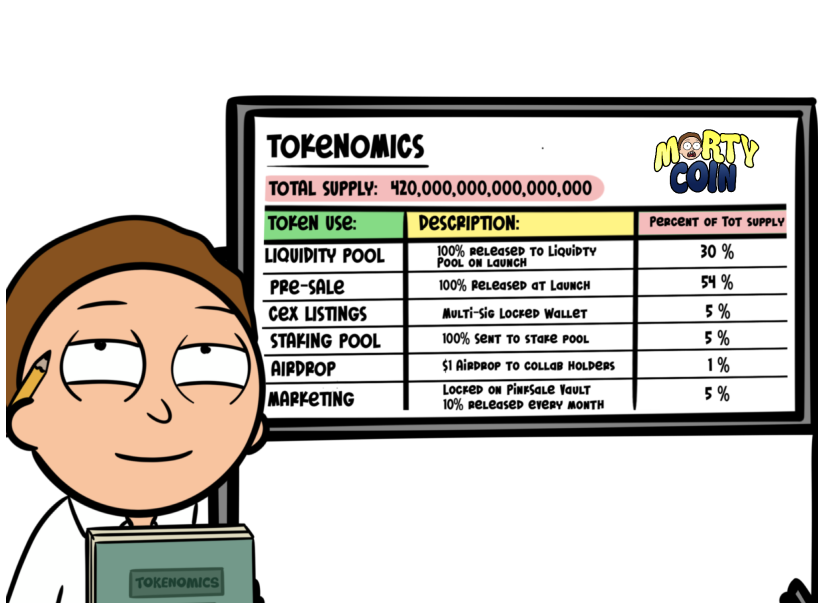 TOKENOMICS
MORTY COIN
TOTAL SUPPLY: 420,000,000,000,000,000
TOKEN USE: DESCRIPTION: PERCENT OF TOT SUPPLY
LIQUIDITY POOL 100% RELEASED TO LIQUIDTY POOL ON LAUNCH 30 %
PRE-SALE 100% RELEASED AT LAUNCH 54 %
CEX LISTINGS MULTI-SIG LOCKED WALLET 5 %
STAKING POOL 100% SENT TO STAKE POOL 5 %
AIRDROP $1 AIRDROP TO COLLAB HOLDERS 1 %
MARKETING LOCKED ON PINKSALE VAULT 10% RELEASED EVERY MONTH 5 %
TOKENOMICS